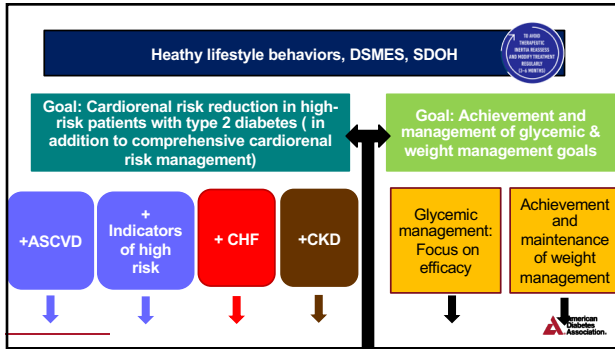 Heathy lifestyle behaviors, DSMES, SDOH
TO AVOID
THERAPEUTIC
INERTIA REASSESS
AND MODIFY TREATMENT
REGULARLY
(3-6 MONTHS)
Goal: Cardiorenal risk reduction in high-
risk patients with type 2 diabetes ( in
addition to comprehensive cardiorenal
risk management)
Goal: Achievement and
management of glycemic &
weight management goals
+ASCVD
+
Indicators
of high
risk
+ CHF
+CKD
Glycemic
management:
Focus on
efficacy
Achievement
and
maintenance
of weight
management
American
Diabetes
Association.